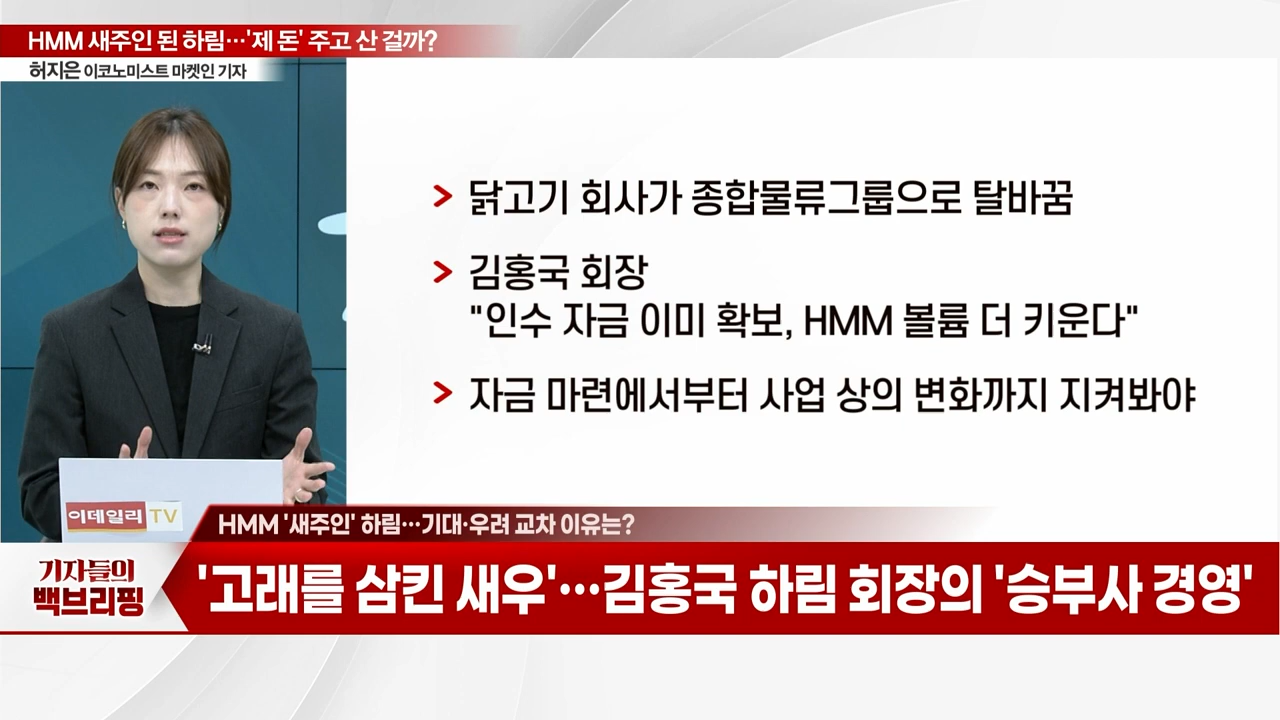 HMM 새주인 된 하림…'제 돈' 주고 산 걸까?
허지은 이코노미스트 마켓인 기자
> 닭고기 회사가 종합물류그룹으로 탈바꿈
> 김홍국 회장
"인수 자금 이미 확보, HMM 볼륨 더 키운다"
> 자금 마련에서부터 사업 상의 변화까지 지켜봐야
이데일리 TV
HMM '새주인' 하림…기대·우려 교차 이유는?
기자들의
백브리핑
'고래를 삼킨 새우'…김홍국 하림 회장의 '승부사 경영'